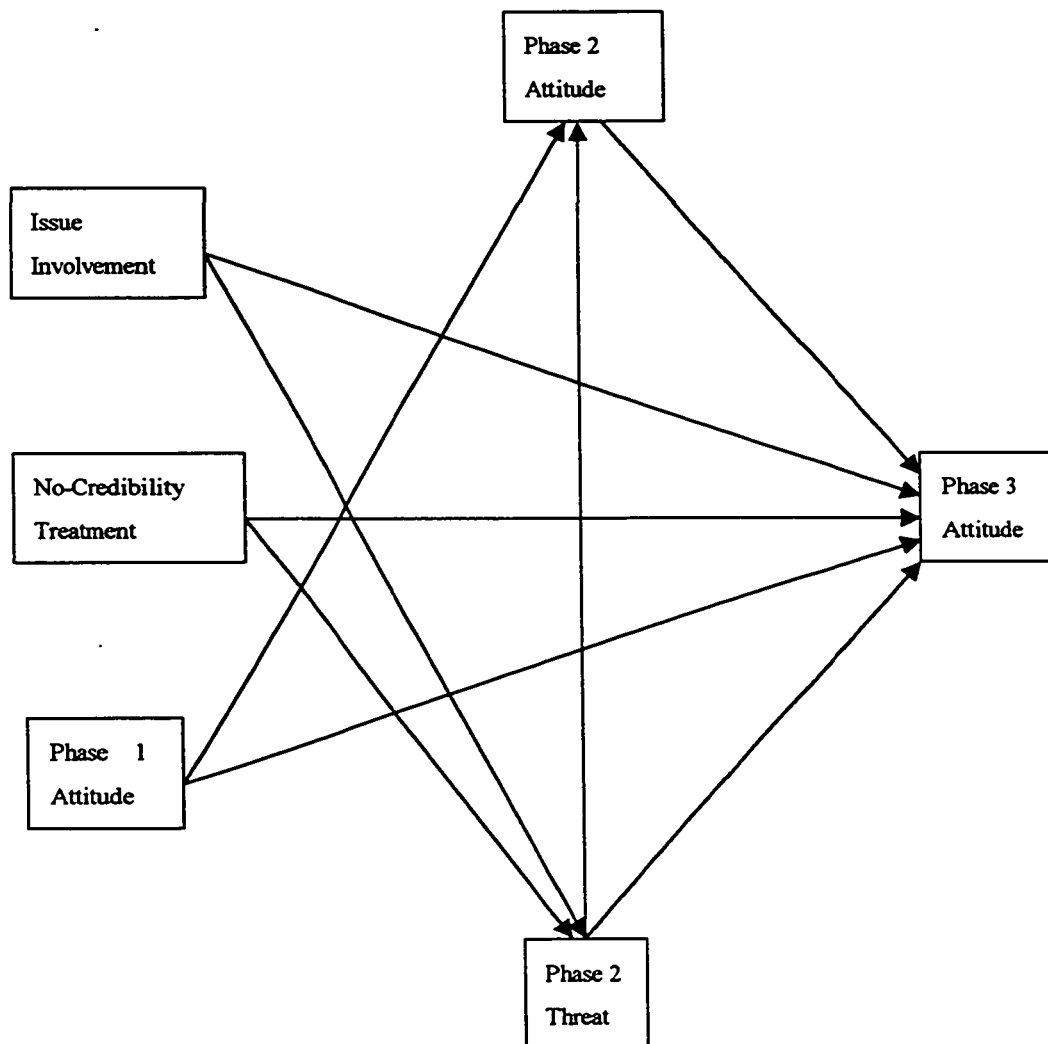 Phase 2
Attitude
Issue
Involvement
No-Credibility
Treatment
Phase 3
Attitude
Phase 1
Attitude
Phase 2
Threat